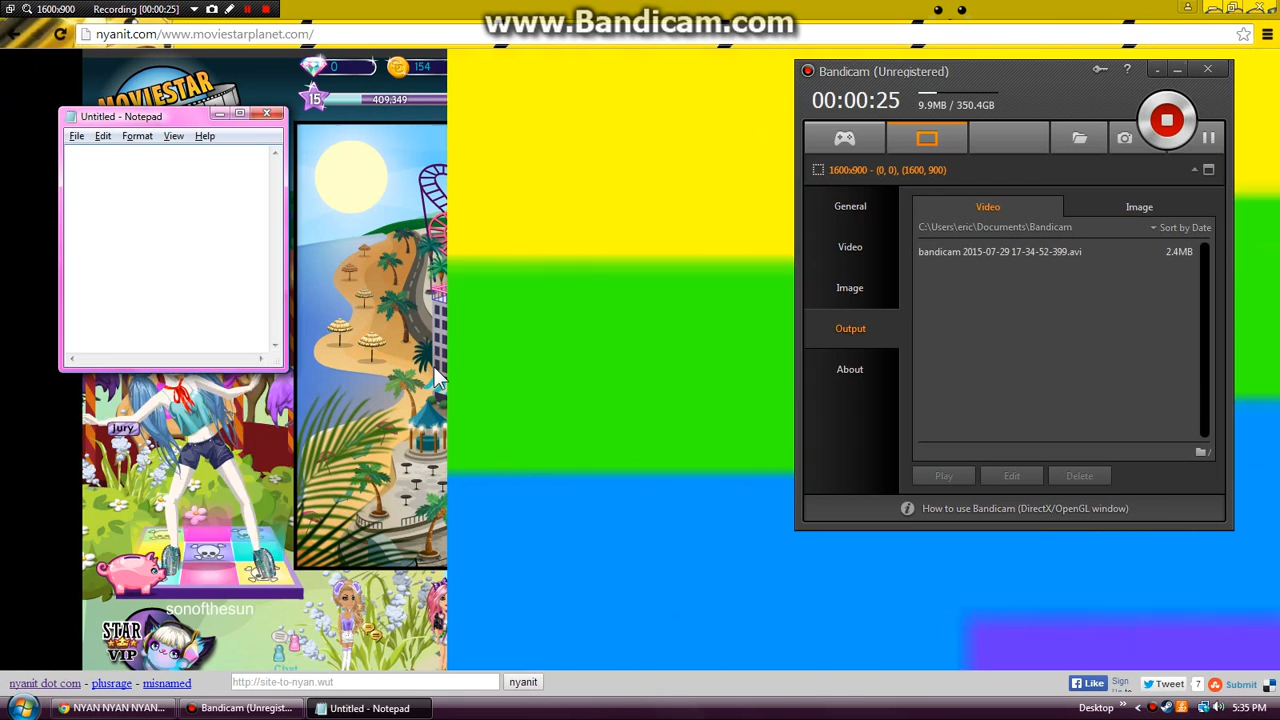 1600x900 Recording [00:00:25]
www.Bandicam.com
nyanit.com/www.moviestarplanet.com/
MOVIESTAR
0
154
15
409,349
Untitled - Notepad
File Edit Format View Help
Jury
sonofthesun
STAR
VIP
Chat
Bandicam (Unregistered)
?
00:00:25
9.9MB / 350.4GB
1600x900 - (0, 0), (1600, 900)
General
Video
Image
Output
About
Video Image
C:\Users\eric\Documents\Bandicam Sort by Date
bandicam 2015-07-29 17-34-52-399.avi 2.4MB
Play Edit Delete
How to use Bandicam (DirectX/OpenGL window)
nyanit dot com - plusrage - misnamed
http://site-to-nyan.wut
nyanit
Like
Sign
Tweet 7
Submit
NYAN NYAN NYAN...
Bandicam (Unregist...
Untitled - Notepad
Desktop
5:35 PM